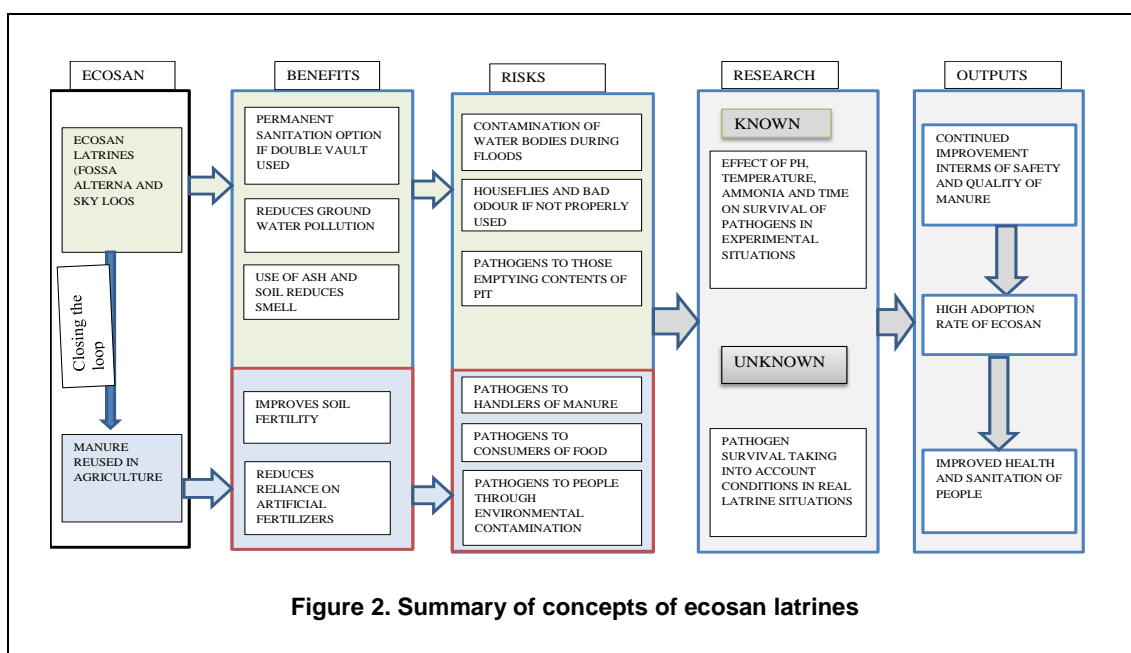 ECOSAN
ECOSAN
LATRINES
(FOSSA
ALTERNA AND
SKY LOOS
Closing the
loop
MANURE
REUSED IN
AGRICULTURE
BENEFITS
PERMANENT
SANITATION OPTION
IF DOUBLE VAULT
USED
REDUCES GROUND
WATER POLLUTION
USE OF ASH AND
SOIL REDUCES
SMELL
IMPROVES SOIL
FERTILITY
REDUCES
RELIANCE ON
ARTIFICIAL
FERTILIZERS
RISKS
CONTAMINATION OF
WATER BODIES DURING
FLOODS
HOUSEFLIES AND BAD
ODOUR IF NOT PROPERLY
USED
PATHOGENS TO THOSE
EMPTYING CONTENTS OF
PIT
PATHOGENS TO
HANDLERS OF MANURE
PATHOGENS TO
CONSUMERS OF FOOD
PATHOGENS TO PEOPLE
THROUGH
ENVIRONMENTAL
CONTAMINATION
RESEARCH
KNOWN
EFFECT OF PH,
TEMPERATURE,
AMMONIA AND TIME
ON SURVIVAL OF
PATHOGENS IN
EXPERIMENTAL
SITUATIONS
UNKNOWN
PATHOGEN
SURVIVAL TAKING
INTO ACCOUNT
CONDITIONS IN REAL
LATRINE SITUATIONS
OUTPUTS
CONTINUED
IMPROVEMENT
INTERMS OF SAFETY
AND QUALITY OF
MANURE
HIGH ADOPTION
RATE OF ECOSAN
IMPROVED HEALTH
AND SANITATION OF
PEOPLE
Figure 2. Summary of concepts of ecosan latrines